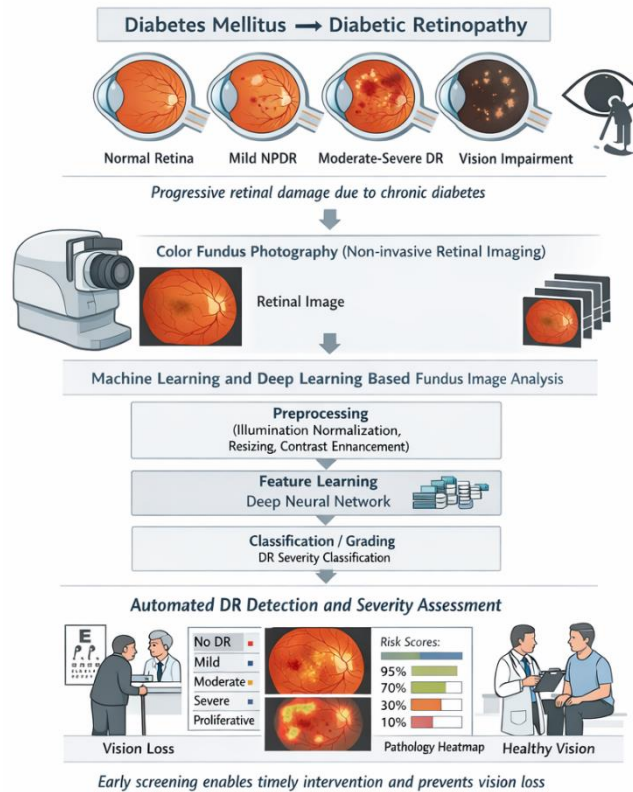 Diabetes Mellitus → Diabetic Retinopathy
Normal Retina
Mild NPDR
Moderate-Severe DR
Vision Impairment
Progressive retinal damage due to chronic diabetes
Color Fundus Photography (Non-invasive Retinal Imaging)
Retinal Image
Machine Learning and Deep Learning Based Fundus Image Analysis
Preprocessing
(Illumination Normalization,
Resizing, Contrast Enhancement)
Feature Learning
Deep Neural Network
Classification / Grading
DR Severity Classification
Automated DR Detection and Severity Assessment
E
No DR
Mild
Moderate
Severe
Proliferative
Risk Scores:
95%
70%
30%
10%
Vision Loss
Pathology Heatmap
Healthy Vision
Early screening enables timely intervention and prevents vision loss